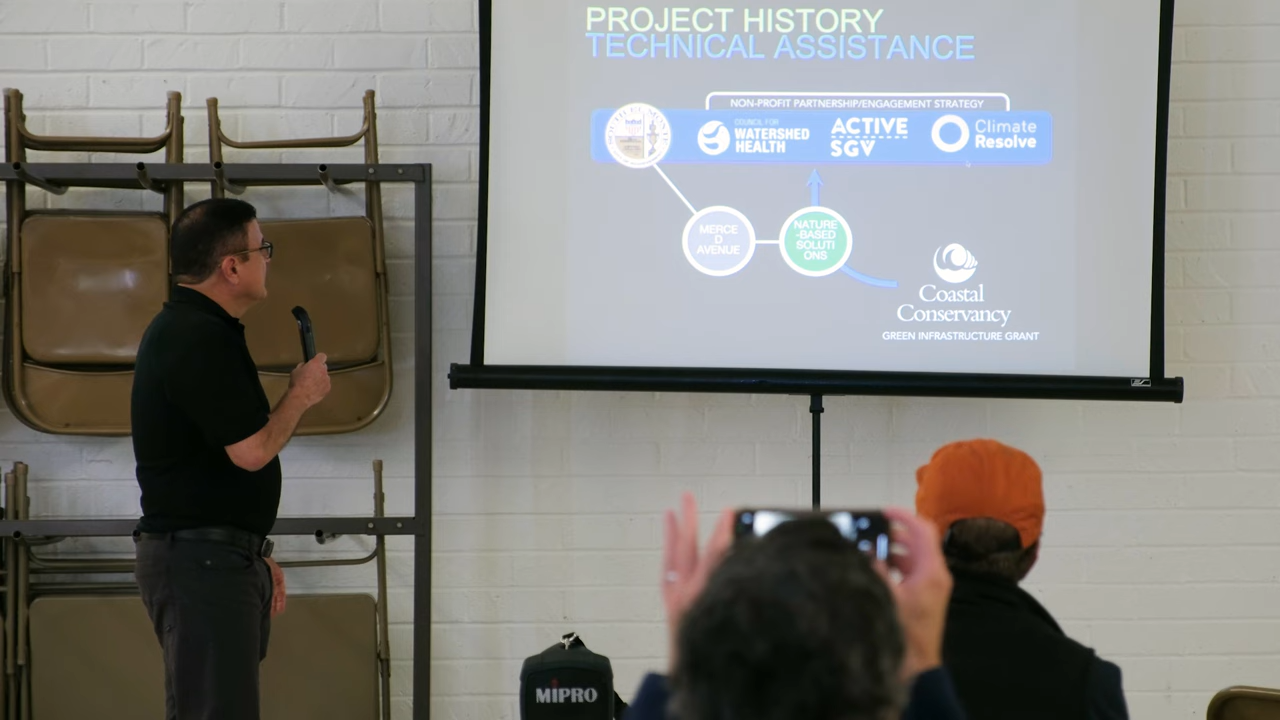 PROJECT HISTORY
TECHNICAL ASSISTANCE
NON-PROFIT PARTNERSHIP/ENGAGEMENT STRATEGY
COUNCIL FOR
WATERSHED
HEALTH
ACTIVE
SGV
Climate
Resolve
MERCE
D
AVENUE
NATURE
-BASED
SOLUTI
ONS
Coastal
Conservancy
GREEN INFRASTRUCTURE GRANT
MIPRO